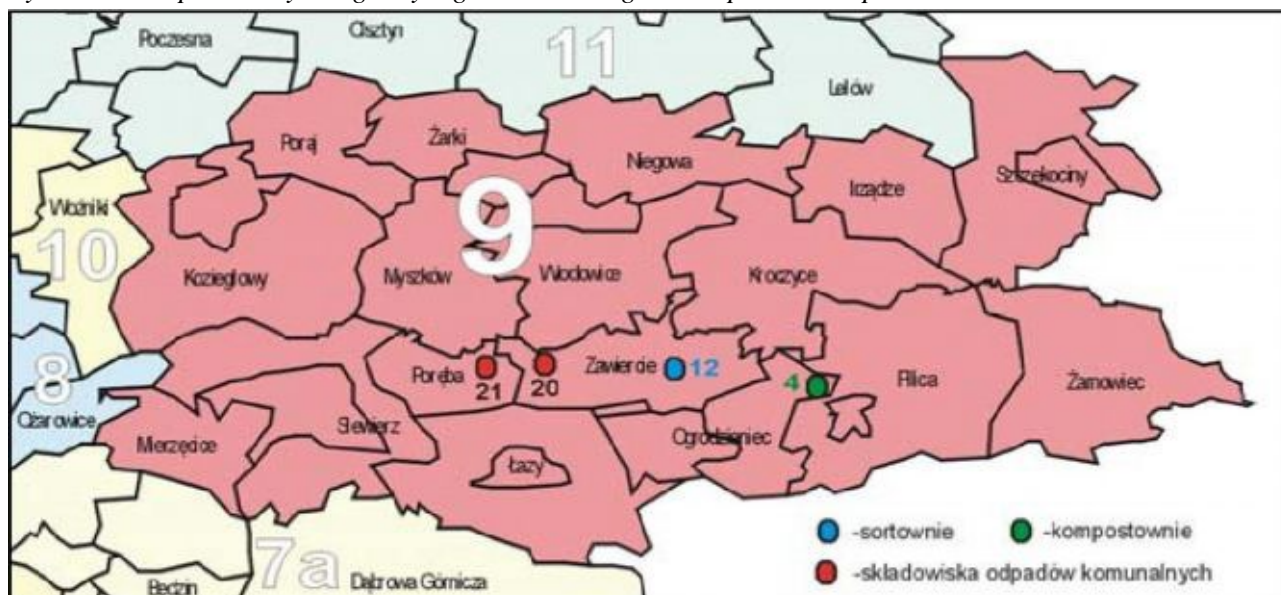 Poczesna
Olsztyn
11
Lelów
Poraj
Żarki
Niegowa
Irządze
Szczekociny
Woźniki
10
9
Koziegłowy
Myszków
Włodowice
Kroczyce
8
Ożarowice
Poręba
21
20
Zawiercie
12
4
Pilica
Żarnowiec
Mierzęcice
Siewierz
Ogrodzieniec
Łazy
7a
Będzin
Dąbrowa Górnicza
-sortownie
-kompostownie
-składowiska odpadów komunalnych